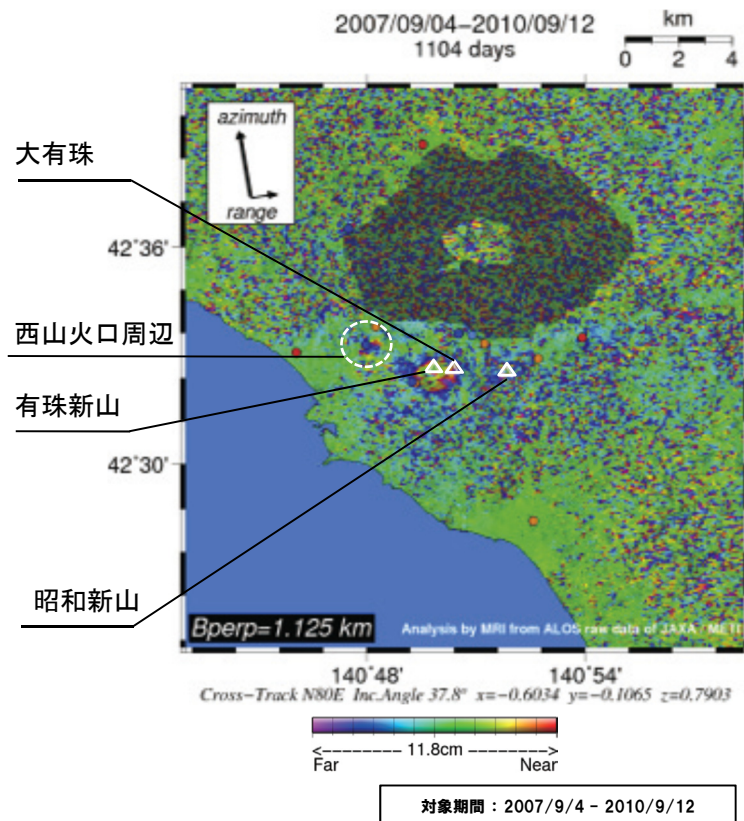 2007/09/04−2010/09/12
1104 days
km
0 2 4
azimuth
range
大有珠
42˚36'
西山火口周辺
有珠新山
42˚30'
昭和新山
Bperp=1.125 km
Analysis by MRI from ALOS raw data of JAXA / METI
140˚48' 140˚54'
Cross−Track N80E Inc.Angle 37.8° x=−0.6034 y=−0.1065 z=0.7903
<−−−−−−−− 11.8cm −−−−−−−−>
Far Near
対象期間：2007/9/4 − 2010/9/12